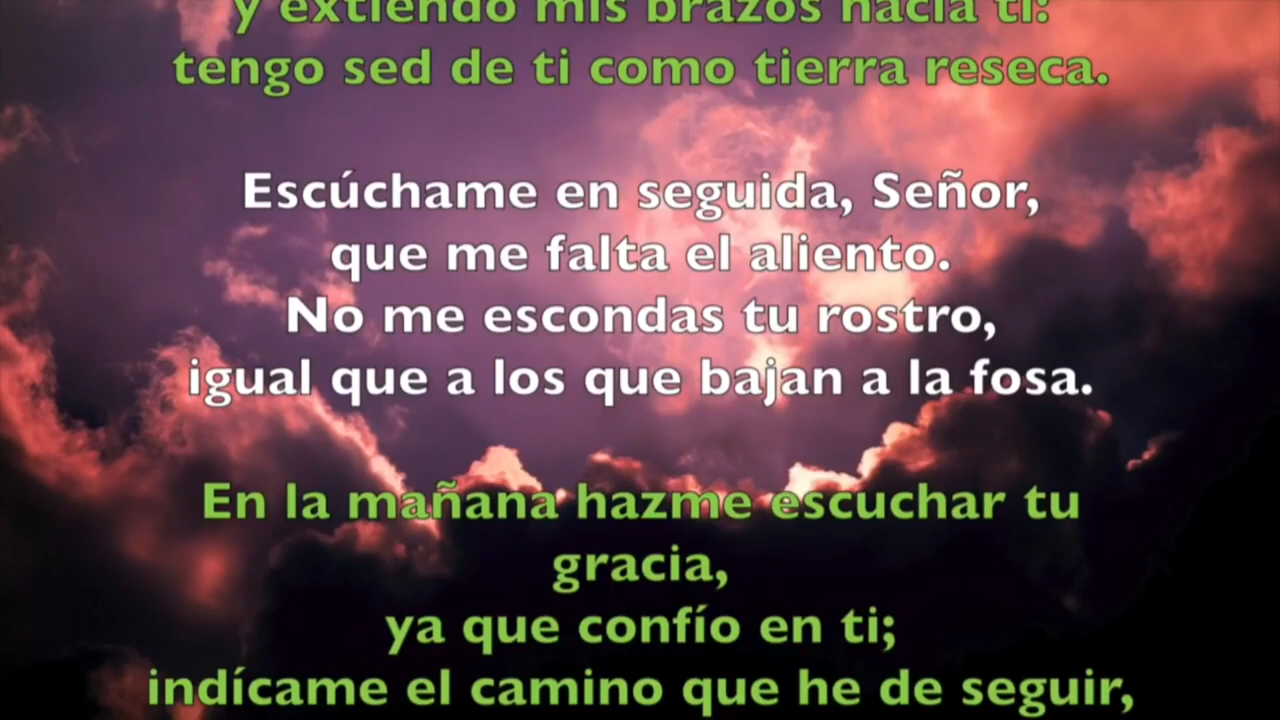 y extiendo mis brazos hacia ti:
tengo sed de ti como tierra reseca.
Escúchame en seguida, Señor,
que me falta el aliento.
No me escondas tu rostro,
igual que a los que bajan a la fosa.
En la mañana hazme escuchar tu
gracia,
ya que confío en ti;
indícame el camino que he de seguir,